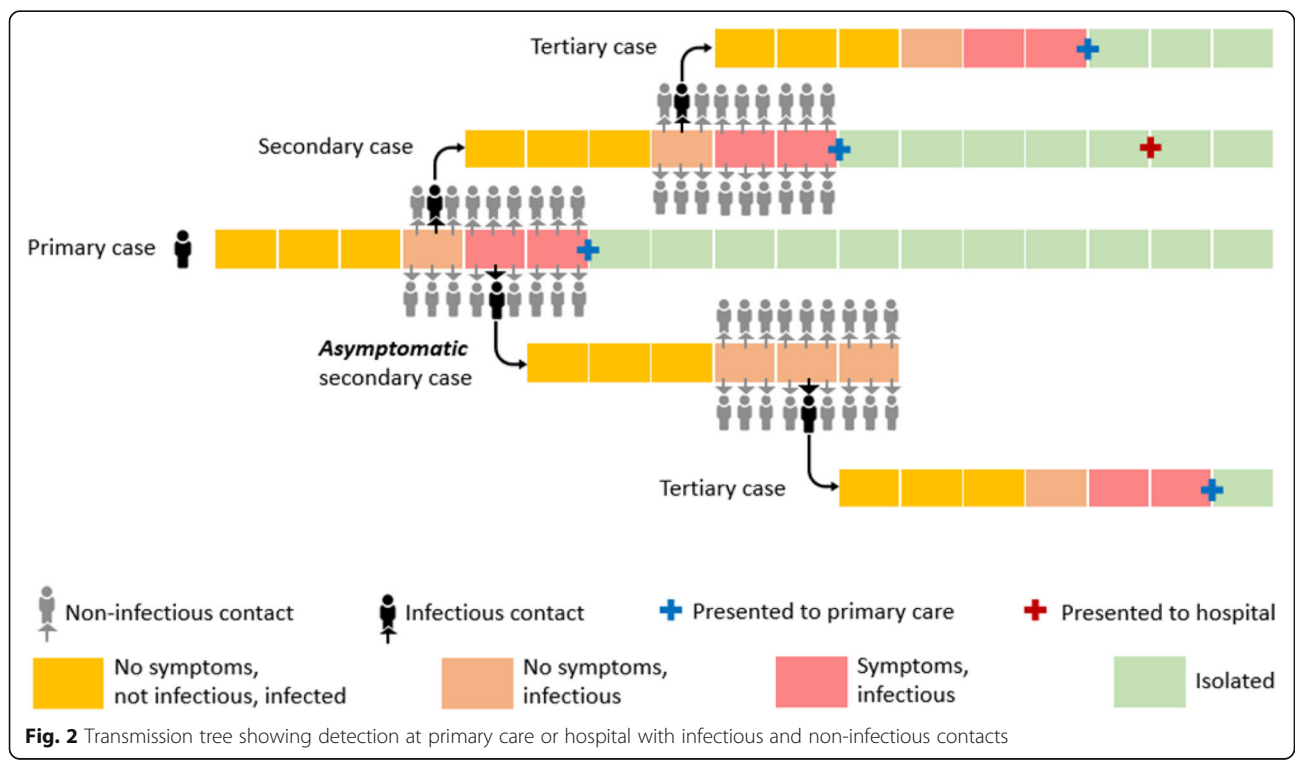 Tertiary case
Secondary case
Primary case
Asymptomatic
secondary case
Tertiary case
Non-infectious contact
Infectious contact
Presented to primary care
Presented to hospital
No symptoms,
not infectious, infected
No symptoms,
infectious
Symptoms,
infectious
Isolated
Fig. 2 Transmission tree showing detection at primary care or hospital with infectious and non-infectious contacts